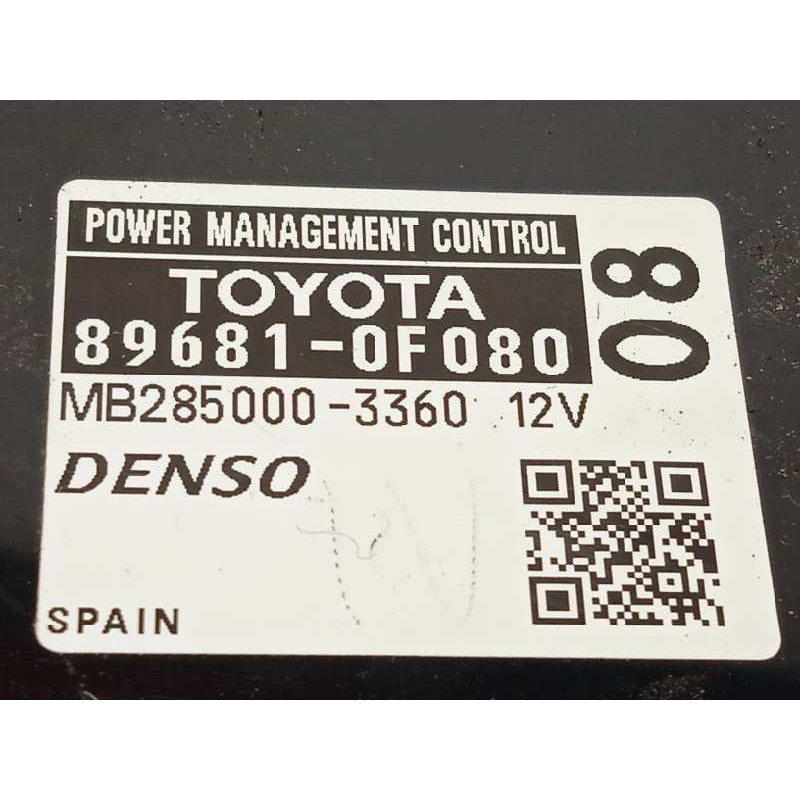 POWER MANAGEMENT CONTROL
TOYOTA
89681-0F080
08
MB285000-3360 12V
DENSO
SPAIN